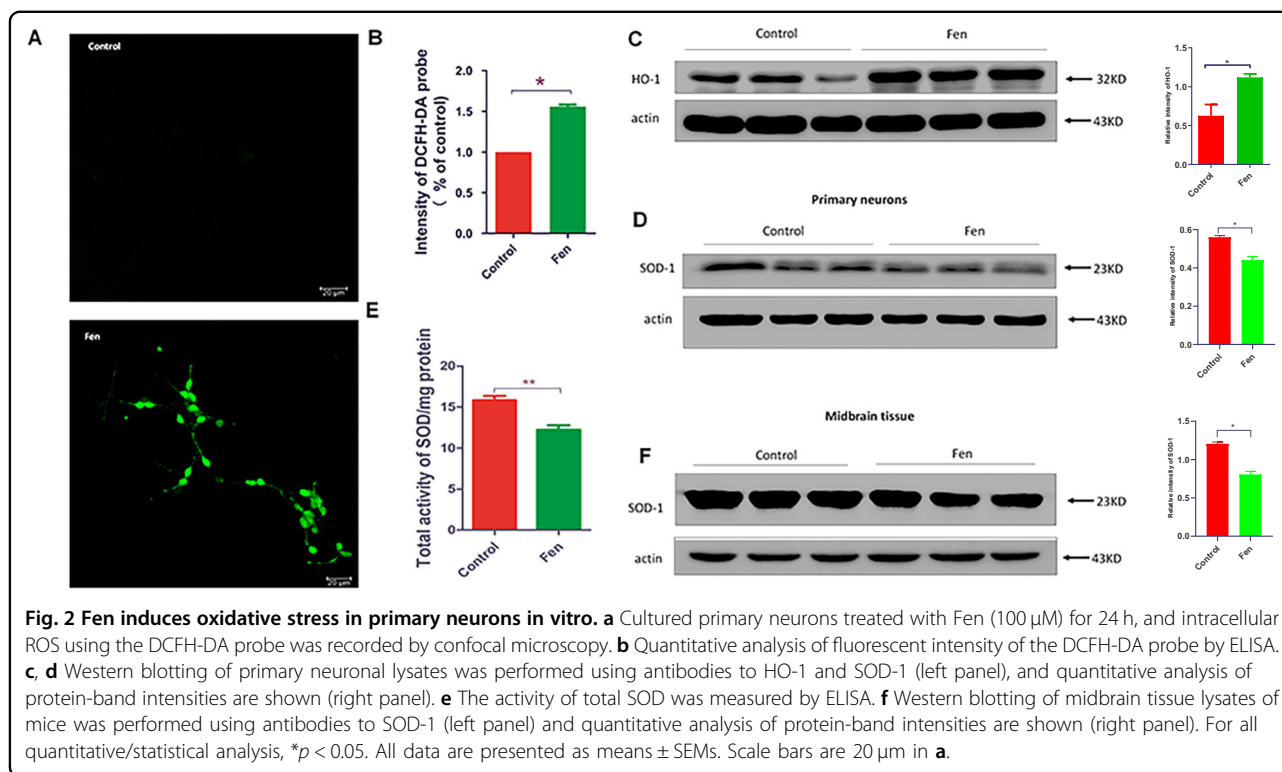 A
Control
20 µm
Fen
20 µm
B
Intensity of DCFH-DA probe
( % of control)
2.0
1.5
1.0
0.5
0.0
*
Control
Fen
E
Total activity of SOD/mg protein
20
15
10
5
0
**
Control
Fen
C
Control
Fen
HO-1
32KD
actin
43KD
Relative intensity of HO-1
1.5
1.0
0.5
0.0
*
Control
Fen
Primary neurons
D
Control
Fen
SOD-1
23KD
actin
43KD
Relative intensity of SOD-1
0.6
0.4
0.2
0.0
*
Control
Fen
Midbrain tissue
F
Control
Fen
SOD-1
23KD
actin
43KD
Relative intensity of SOD-1
1.5
1.0
0.5
0.0
*
Control
Fen
Fig. 2 Fen induces oxidative stress in primary neurons in vitro. a Cultured primary neurons treated with Fen (100 µM) for 24 h, and intracellular
ROS using the DCFH-DA probe was recorded by confocal microscopy. b Quantitative analysis of fluorescent intensity of the DCFH-DA probe by ELISA.
c, d Western blotting of primary neuronal lysates was performed using antibodies to HO-1 and SOD-1 (left panel), and quantitative analysis of
protein-band intensities are shown (right panel). e The activity of total SOD was measured by ELISA. f Western blotting of midbrain tissue lysates of
mice was performed using antibodies to SOD-1 (left panel) and quantitative analysis of protein-band intensities are shown (right panel). For all
quantitative/statistical analysis, *p < 0.05. All data are presented as means ± SEMs. Scale bars are 20 µm in a.